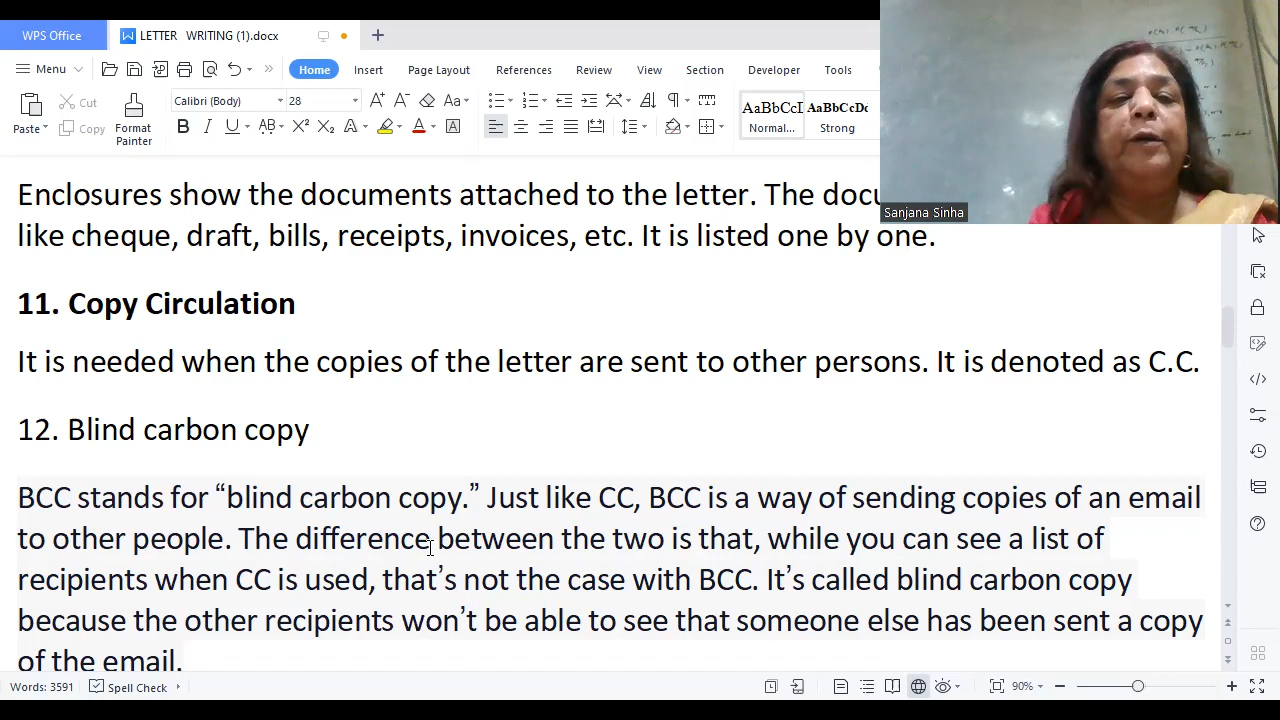 WPS Office
LETTER WRITING (1).docx
Menu
Home
Insert
Page Layout
References
Review
View
Section
Developer
Tools
Paste
Cut
Copy
Format
Painter
Calibri (Body)
28
AaBbCcD
Normal...
AaBbCcDc
Strong
Enclosures show the documents attached to the letter. The docu
like cheque, draft, bills, receipts, invoices, etc. It is listed one by one.
11. Copy Circulation
It is needed when the copies of the letter are sent to other persons. It is denoted as C.C.
12. Blind carbon copy
BCC stands for “blind carbon copy.” Just like CC, BCC is a way of sending copies of an email
to other people. The difference between the two is that, while you can see a list of
recipients when CC is used, that’s not the case with BCC. It’s called blind carbon copy
because the other recipients won’t be able to see that someone else has been sent a copy
of the email.
Words: 3591
Spell Check
90%
Sanjana Sinha